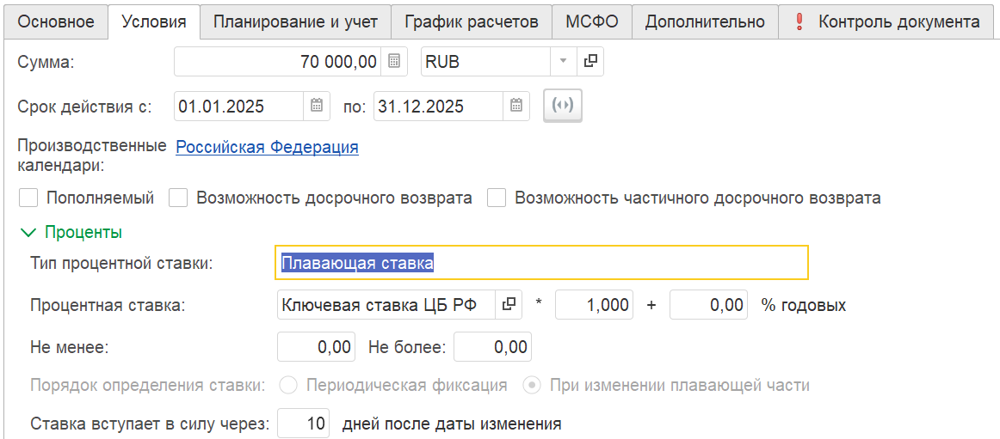 Основное Условия Планирование и учет График расчетов МСФО Дополнительно Контроль документа
Сумма: 70 000,00 RUB
Срок действия с: 01.01.2025 по: 31.12.2025
Производственные календари: Российская Федерация
Пополняемый Возможность досрочного возврата Возможность частичного досрочного возврата
Проценты
Тип процентной ставки: Плавающая ставка
Процентная ставка: Ключевая ставка ЦБ РФ * 1,000 + 0,00 % годовых
Не менее: 0,00 Не более: 0,00
Порядок определения ставки: Периодическая фиксация При изменении плавающей части
Ставка вступает в силу через: 10 дней после даты изменения